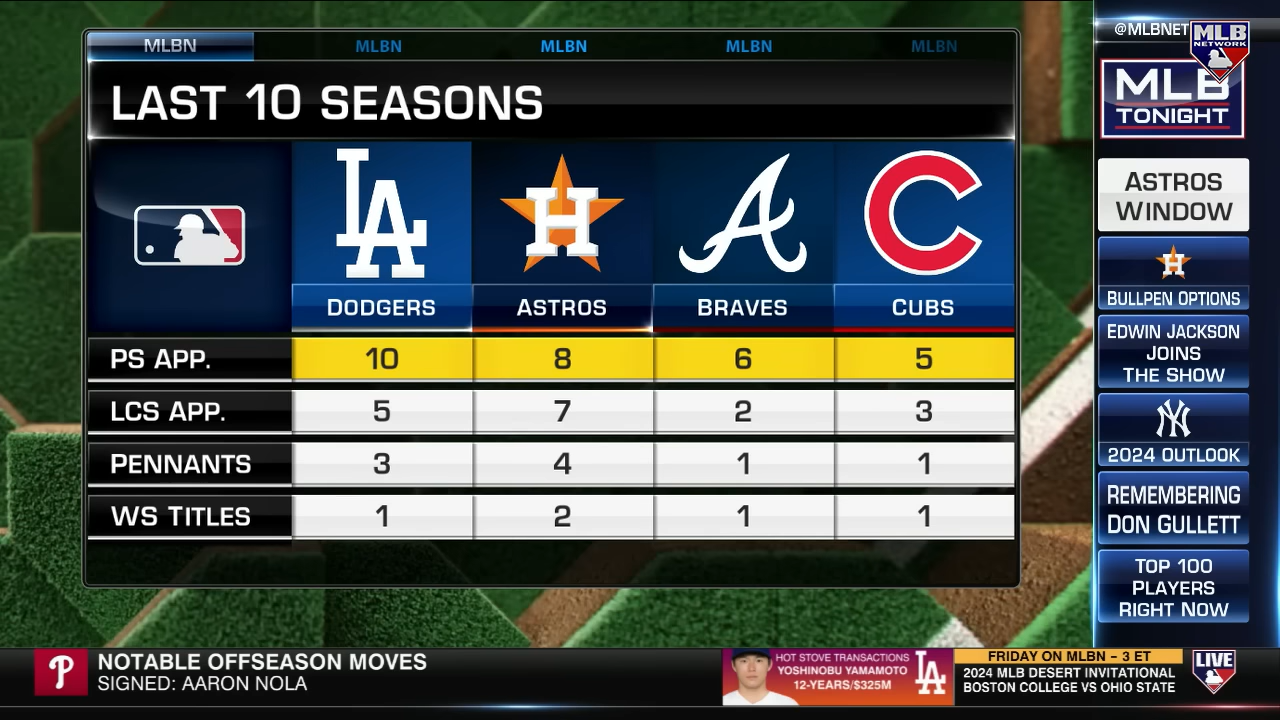 MLBN MLBN MLBN MLBN MLBN
LAST 10 SEASONS
DODGERS ASTROS BRAVES CUBS
PS APP. 10 8 6 5
LCS APP. 5 7 2 3
PENNANTS 3 4 1 1
WS TITLES 1 2 1 1
@MLBNET
MLB
NETWORK
MLB
TONIGHT
ASTROS
WINDOW
BULLPEN OPTIONS
EDWIN JACKSON
JOINS
THE SHOW
2024 OUTLOOK
REMEMBERING
DON GULLETT
TOP 100
PLAYERS
RIGHT NOW
NOTABLE OFFSEASON MOVES
SIGNED: AARON NOLA
HOT STOVE TRANSACTIONS
YOSHINOBU YAMAMOTO
12-YEARS/$325M
LA
FRIDAY ON MLBN – 3 ET
2024 MLB DESERT INVITATIONAL
BOSTON COLLEGE VS OHIO STATE
LIVE